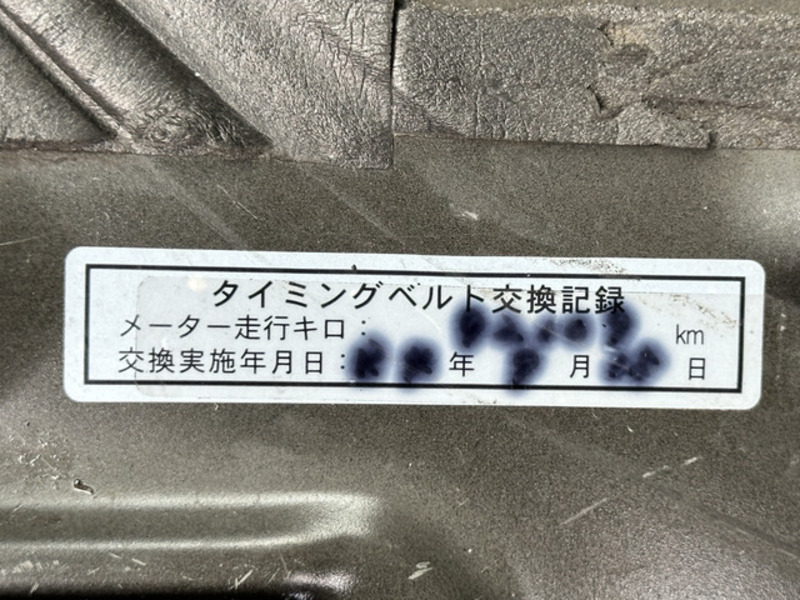 タイミングベルト交換記録
メーター走行キロ： km
交換実施年月日： 年 月 日